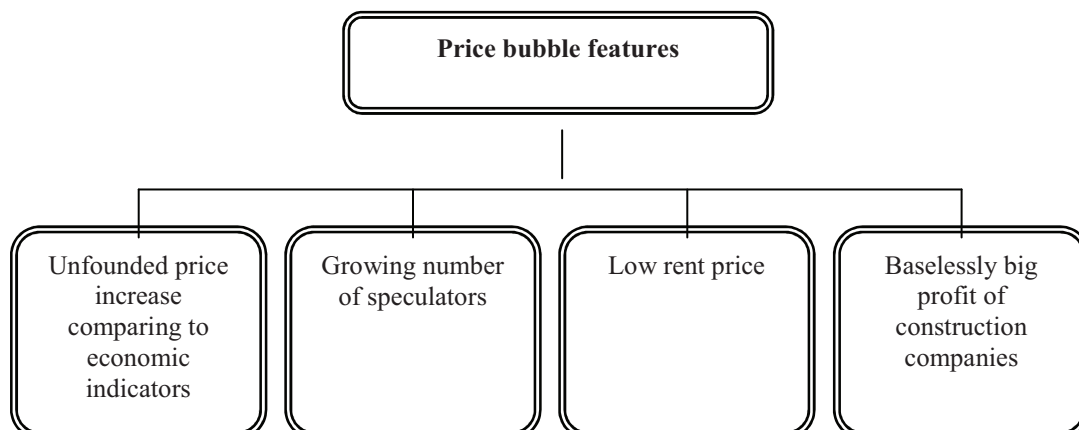 Price bubble features
Unfounded price
increase
comparing to
economic
indicators
Growing number
of speculators
Low rent price
Baselessly big
profit of
construction
companies